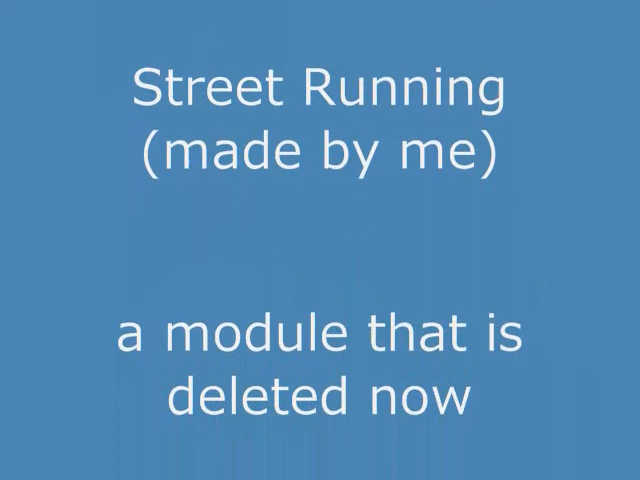 Street Running
(made by me)
a module that is
deleted now